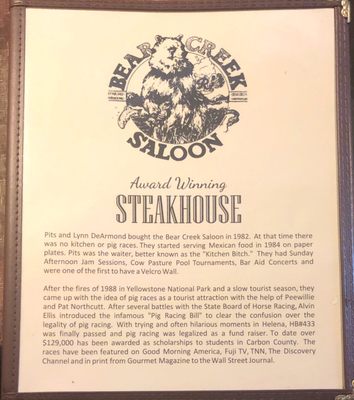 BEAR CREEK
SALOON
Award Winning
STEAKHOUSE
Pits and Lynn DeArmond bought the Bear Creek Saloon in 1982. At that time there
was no kitchen or pig races. They started serving Mexican food in 1984 on paper
plates. Pits was the waiter, better known as the "Kitchen Bitch." They had Sunday
Afternoon Jam Sessions, Cow Pasture Pool Tournaments, Bar Aid Concerts and
were one of the first to have a Velcro Wall.
After the fires of 1988 in Yellowstone National Park and a slow tourist season, they
came up with the idea of pig races as a tourist attraction with the help of Peewillie
and Pat Northcutt. After several battles with the State Board of Horse Racing, Alvin
Ellis introduced the infamous "Pig Racing Bill" to clear the confusion over the
legality of pig racing. With trying and often hilarious moments in Helena, HB#433
was finally passed and pig racing was legalized as a fund raiser. To date over
$129,000 has been awarded as scholarships to students in Carbon County. The
races have been featured on Good Morning America, Fuji TV, TNN, The Discovery
Channel and in print from Gourmet Magazine to the Wall Street Journal.